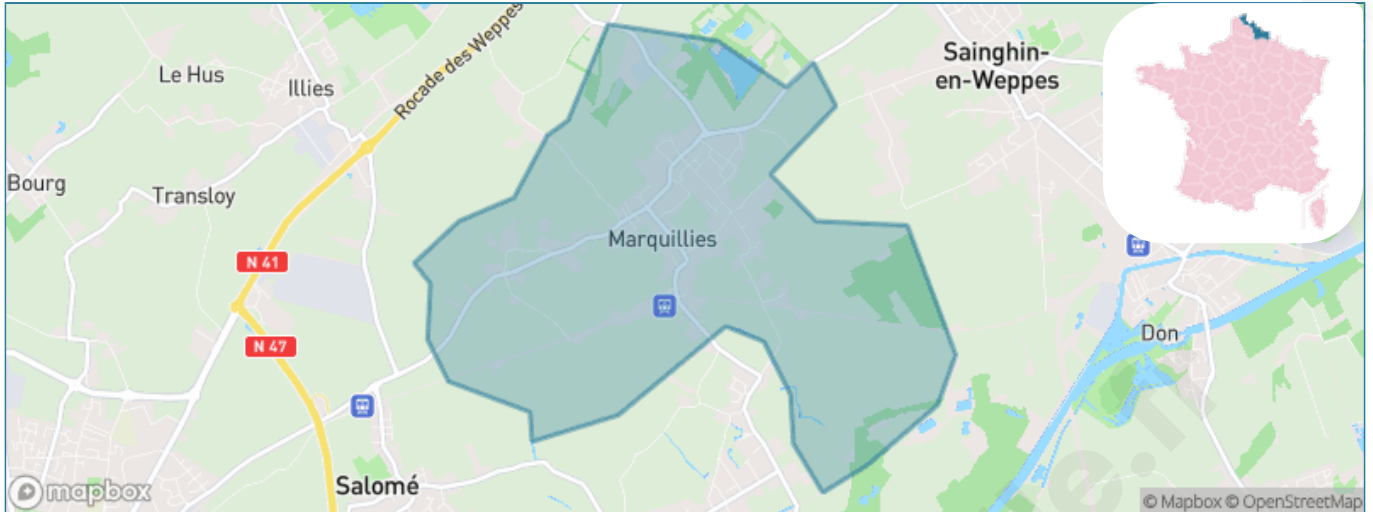 Le Hus
Illies
Rocade des Weppes
Sainghin-
en-Weppes
Bourg
Transloy
Marquillies
N 41
N 47
Don
Salomé
mapbox
© Mapbox © OpenStreetMap